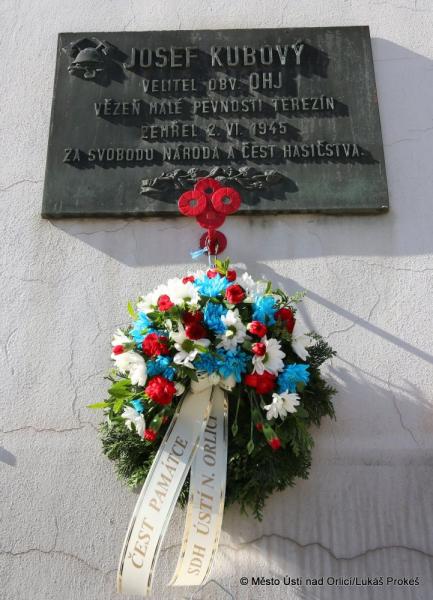 JOSEF KUBOVÝ
VELITEL OBV. OHJ
VĚZEŇ MALÉ PEVNOSTI TEREZÍN
ZEMŘEL 2. VI. 1945
ZA SVOBODU NÁRODA A ČEST HASIČSTVA.
ČEST PAMÁTCE
SDH ÚSTÍ N. ORLICÍ
© Město Ústí nad Orlicí/Lukáš Prokeš